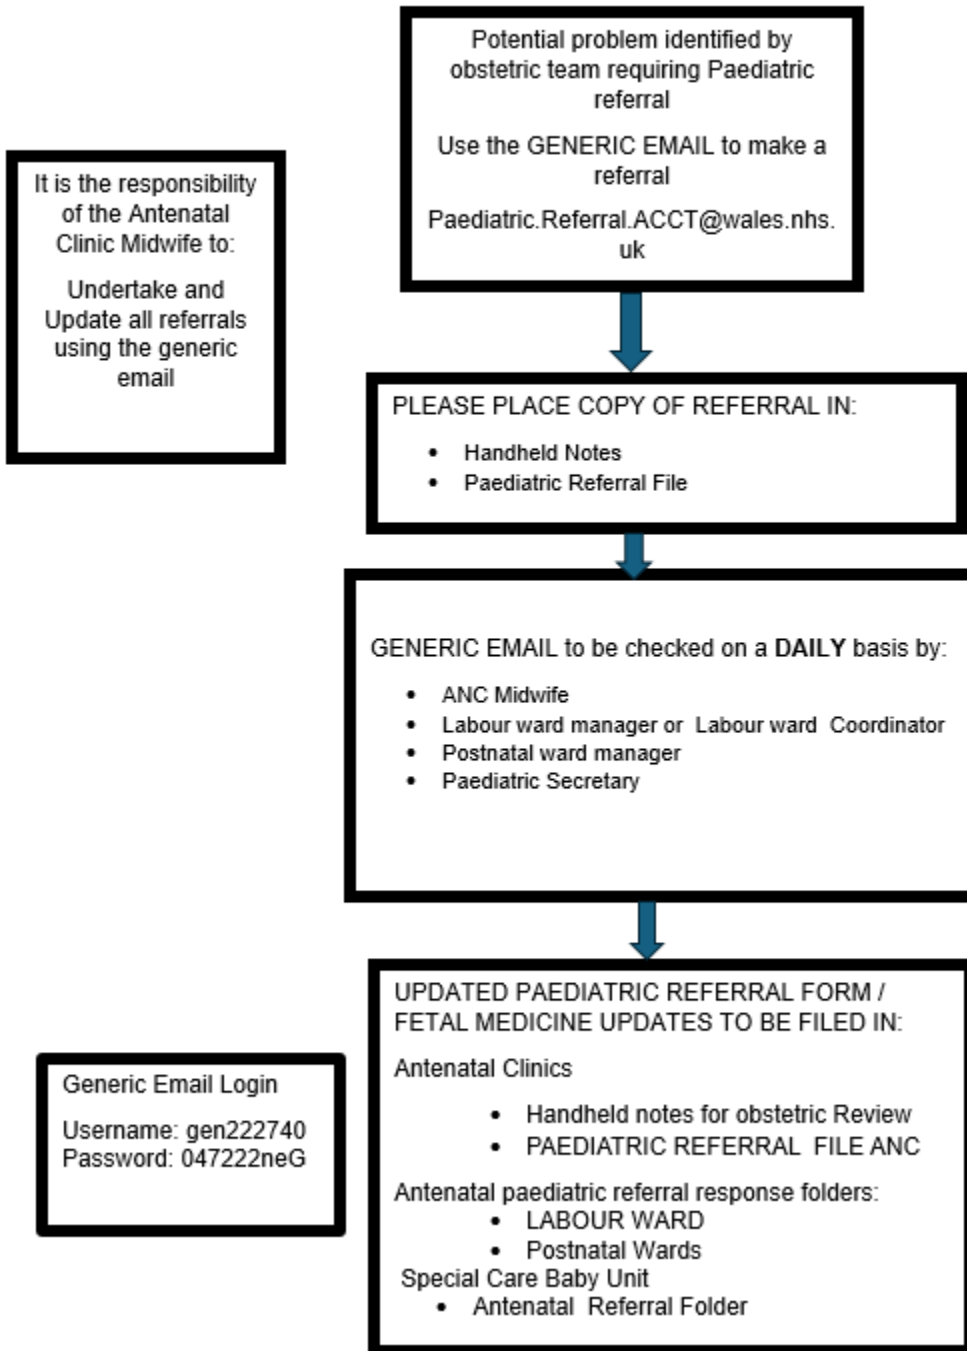 Potential problem identified by
obstetric team requiring Paediatric
referral
Use the GENERIC EMAIL to make a
referral
Paediatric.Referral.ACCT@wales.nhs.
uk
It is the responsibility
of the Antenatal
Clinic Midwife to:
Undertake and
Update all referrals
using the generic
email
PLEASE PLACE COPY OF REFERRAL IN:
• Handheld Notes
• Paediatric Referral File
GENERIC EMAIL to be checked on a DAILY basis by:
• ANC Midwife
• Labour ward manager or Labour ward Coordinator
• Postnatal ward manager
• Paediatric Secretary
UPDATED PAEDIATRIC REFERRAL FORM /
FETAL MEDICINE UPDATES TO BE FILED IN:
Antenatal Clinics
• Handheld notes for obstetric Review
• PAEDIATRIC REFERRAL FILE ANC
Antenatal paediatric referral response folders:
• LABOUR WARD
• Postnatal Wards
Special Care Baby Unit
• Antenatal Referral Folder
Generic Email Login
Username: gen222740
Password: 047222neG